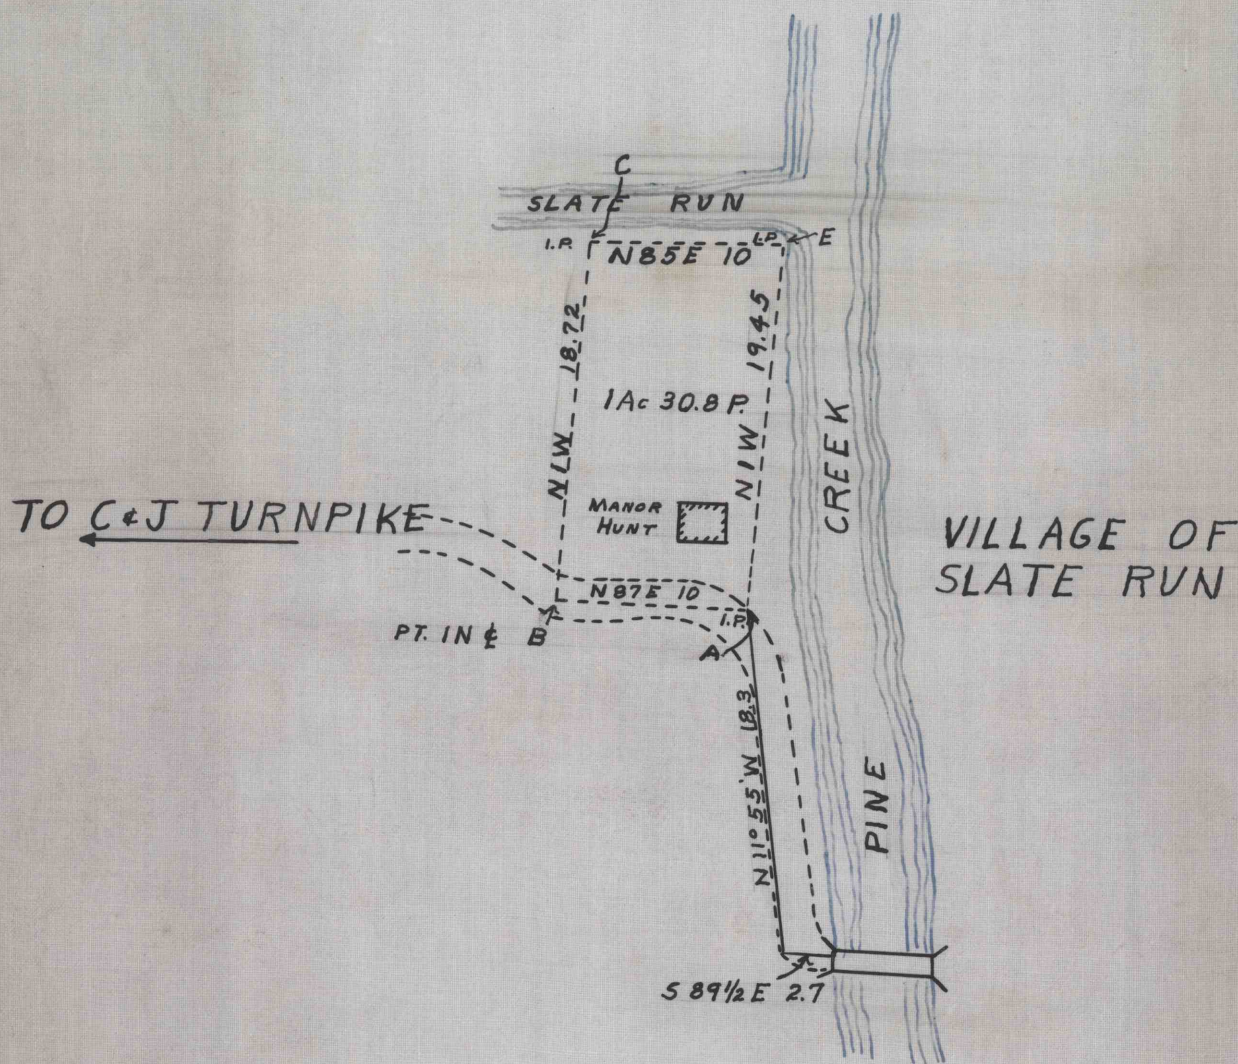 C
SLATE RUN
I.P.
I.P.
E
N85E 10
18.72
19.45
1Ac 30.8 P.
N1W
N1W
CREEK
MANOR
HUNT
TO C&J TURNPIKE
VILLAGE OF
SLATE RUN
N87E 10
I.P.
PT. IN ⅊ B
A
N11°55'W 18.3
PINE
S 89½ E 2.7